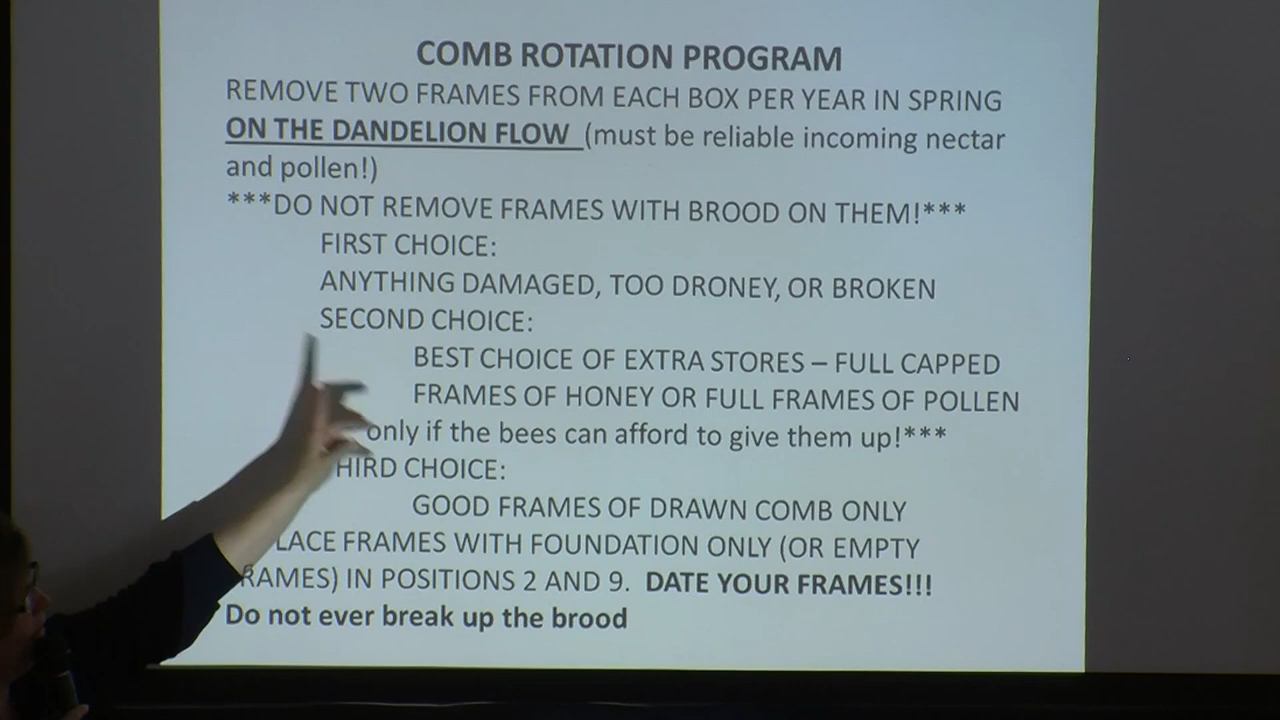 COMB ROTATION PROGRAM
REMOVE TWO FRAMES FROM EACH BOX PER YEAR IN SPRING
ON THE DANDELION FLOW (must be reliable incoming nectar
and pollen!)
***DO NOT REMOVE FRAMES WITH BROOD ON THEM!***
FIRST CHOICE:
ANYTHING DAMAGED, TOO DRONEY, OR BROKEN
SECOND CHOICE:
BEST CHOICE OF EXTRA STORES – FULL CAPPED
FRAMES OF HONEY OR FULL FRAMES OF POLLEN
only if the bees can afford to give them up!***
HIRD CHOICE:
GOOD FRAMES OF DRAWN COMB ONLY
LACE FRAMES WITH FOUNDATION ONLY (OR EMPTY
RAMES) IN POSITIONS 2 AND 9. DATE YOUR FRAMES!!!
Do not ever break up the brood